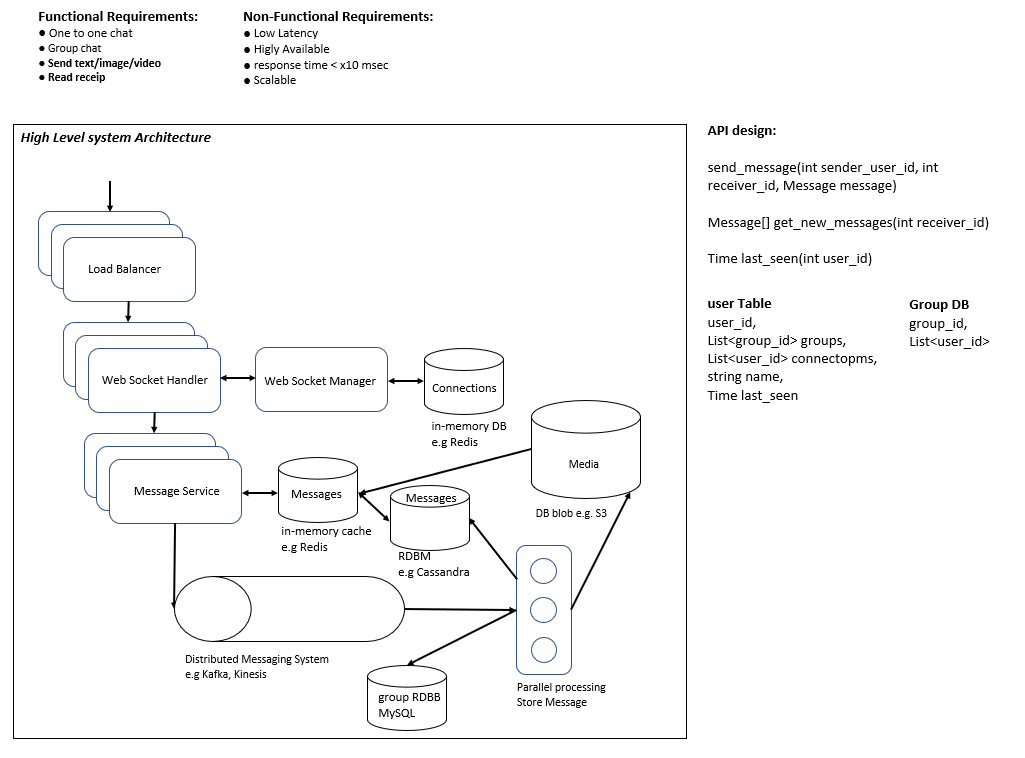 Functional Requirements:
● One to one chat
● Group chat
● Send text/image/video
● Read receip
Non-Functional Requirements:
● Low Latency
● Higly Available
● response time < x10 msec
● Scalable
High Level system Architecture
Load Balancer
Web Socket Handler
Web Socket Manager
Connections
in-memory DB
e.g Redis
Message Service
Messages
in-memory cache
e.g Redis
Messages
RDBM
e.g Cassandra
Media
DB blob e.g. S3
Distributed Messaging System
e.g Kafka, Kinesis
group RDBB
MySQL
Parallel processing
Store Message
API design:
send_message(int sender_user_id, int
receiver_id, Message message)
Message[] get_new_messages(int receiver_id)
Time last_seen(int user_id)
user Table
user_id,
List<group_id> groups,
List<user_id> connectopms,
string name,
Time last_seen
Group DB
group_id,
List<user_id>